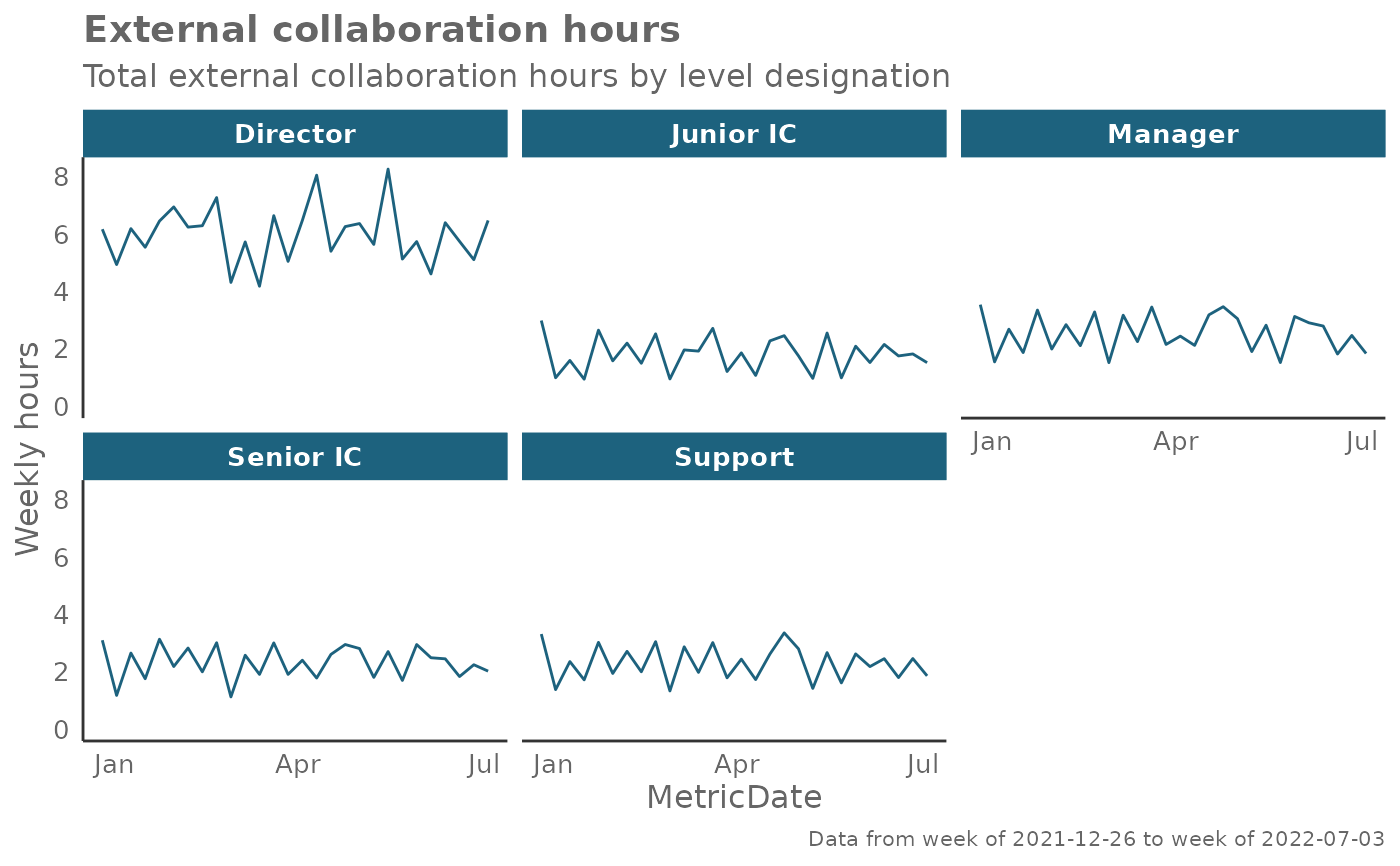 External collaboration hours
Total external collaboration hours by level designation
Director
Junior IC
Manager
8
6
4
2
0
Jan
Apr
Jul
Weekly hours
Senior IC
Support
8
6
4
2
0
Jan
Apr
Jul
Jan
Apr
Jul
MetricDate
Data from week of 2021-12-26 to week of 2022-07-03